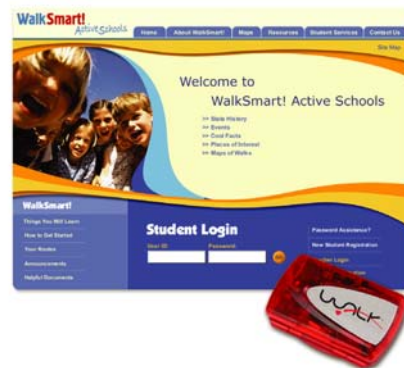 WalkSmart!
Active Schools
Home About WalkSmart! Maps Resources Student Services Contact Us
Site Map
Welcome to
WalkSmart! Active Schools
>> State History
>> Events
>> Cool Facts
>> Places of Interest
>> Maps of Walks
WalkSmart!
Things You Will Learn
How to Get Started
Your Routes
Announcements
Helpful Documents
Student Login
User ID Password
Password Assistance?
New Student Registration
Login
WALK